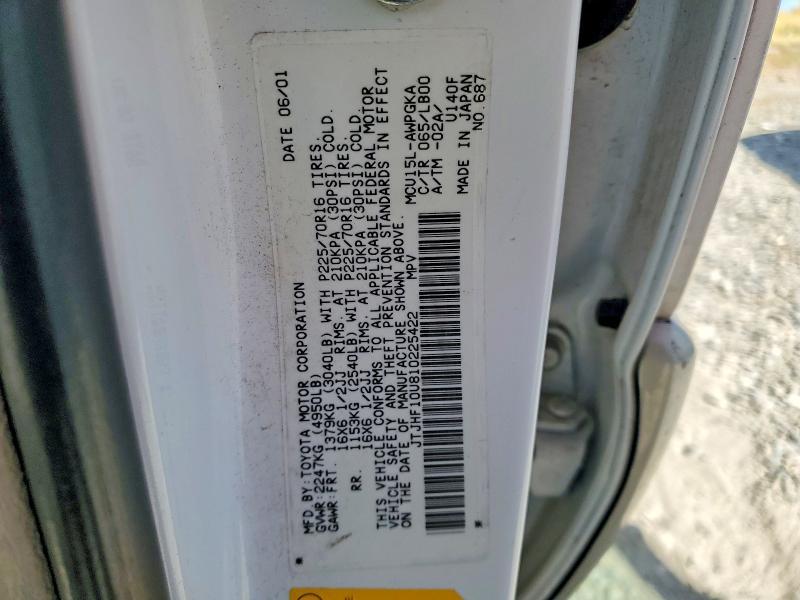 MFD. BY: TOYOTA MOTOR CORPORATION DATE 06/01
GVWR: 2247KG (4950LB)
GAWR: FRT. 1379KG (3040LB) WITH P225/70R16 TIRES.
16X6 1/2JJ RIMS. AT 210KPA (30PSI) COLD.
RR. 1153KG (2540LB) WITH P225/70R16 TIRES.
16X6 1/2JJ RIMS. AT 210KPA (30PSI) COLD.
THIS VEHICLE CONFORMS TO ALL APPLICABLE FEDERAL MOTOR
VEHICLE SAFETY AND THEFT PREVENTION STANDARDS IN EFFECT
ON THE DATE OF MANUFACTURE SHOWN ABOVE.
JTJHF10U810225422 MPV
MCU15L-AWPGKA
C/TR 065/LB00
A/TM -02A/ U140F
MADE IN JAPAN
NO.687